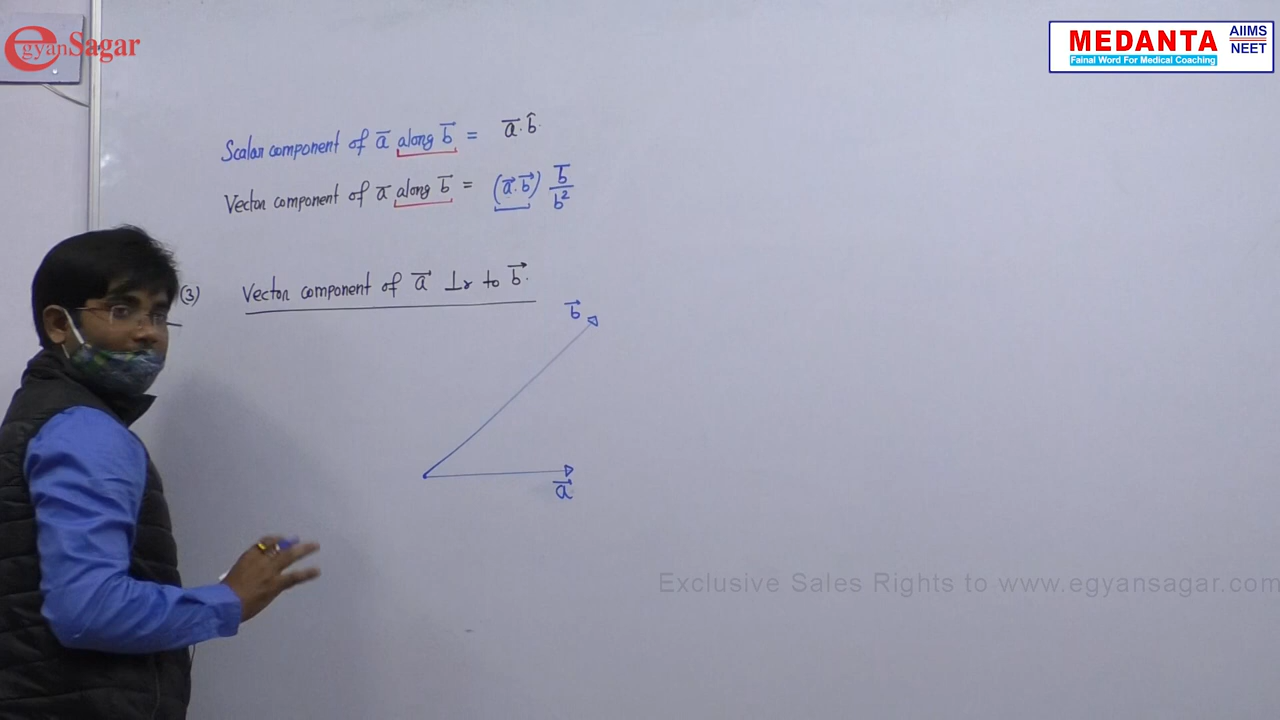 egyanSagar
MEDANTA AIIMS NEET
Fainal Word For Medical Coaching
Scalar component of a⃗ along b⃗ = a⃗.b̂.
Vector component of a⃗ along b⃗ = (a⃗.b⃗) b⃗/b²
(3) Vector component of a⃗ ⊥r to b⃗.
b⃗
a⃗
Exclusive Sales Rights to www.egyansagar.com